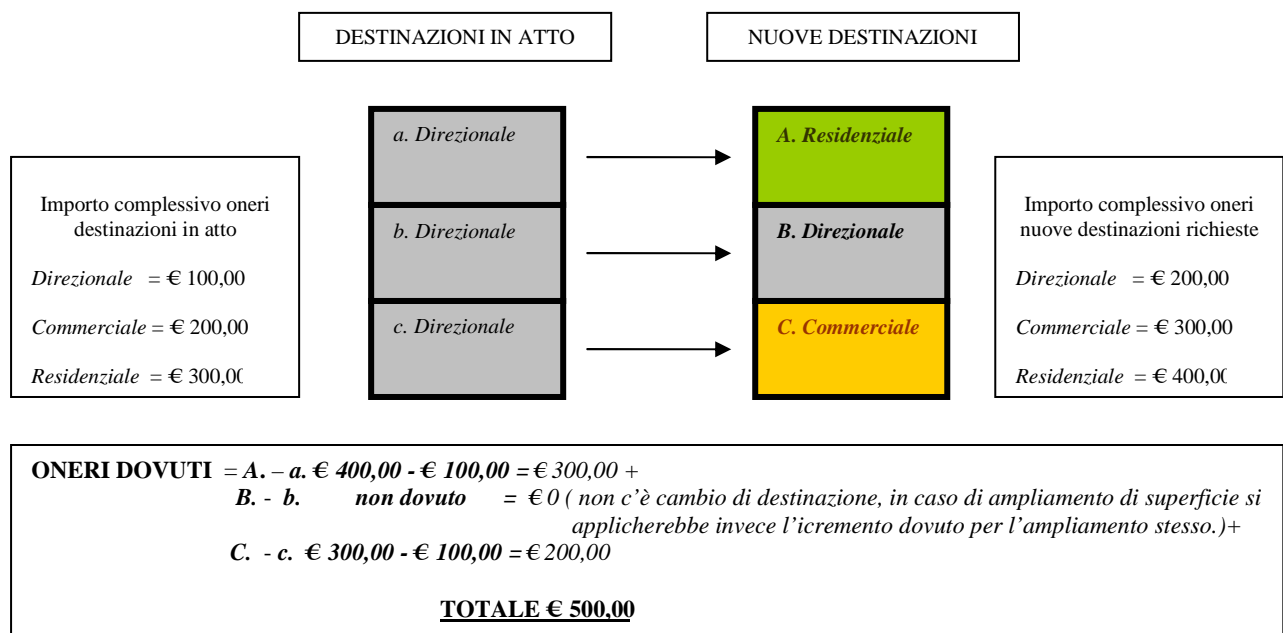 DESTINAZIONI IN ATTO
NUOVE DESTINAZIONI
Importo complessivo oneri
destinazioni in atto
Direzionale = € 100,00
Commerciale = € 200,00
Residenziale = € 300,00
a. Direzionale
b. Direzionale
c. Direzionale
A. Residenziale
B. Direzionale
C. Commerciale
Importo complessivo oneri
nuove destinazioni richieste
Direzionale = € 200,00
Commerciale = € 300,00
Residenziale = € 400,00
ONERI DOVUTI = A. – a. € 400,00 - € 100,00 = € 300,00 +
B. - b. non dovuto = € 0 ( non c'è cambio di destinazione, in caso di ampliamento di superficie si
applicherebbe invece l'icremento dovuto per l'ampliamento stesso.)+
C. - c. € 300,00 - € 100,00 = € 200,00
TOTALE € 500,00